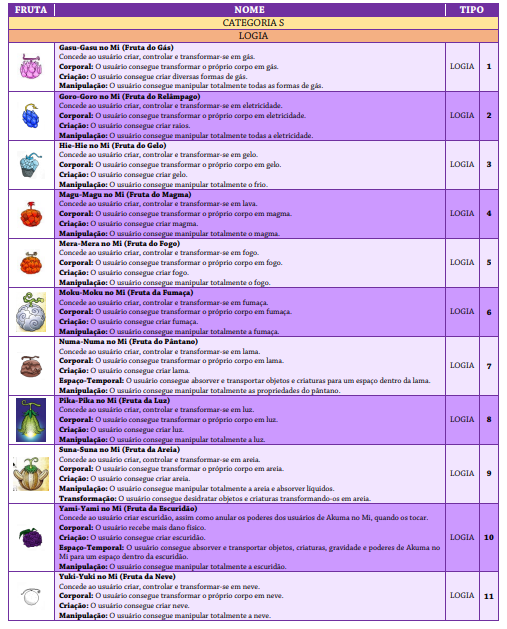 FRUTA NOME TIPO
CATEGORIA S
LOGIA
Gasu-Gasu no Mi (Fruta do Gás)
Concede ao usuário criar, controlar e transformar-se em gás.
Corporal: O usuário consegue transformar o próprio corpo em gás.
Criação: O usuário consegue criar diversas formas de gás.
Manipulação: O usuário consegue manipular totalmente todas as formas de gás.
LOGIA 1
Goro-Goro no Mi (Fruta do Relâmpago)
Concede ao usuário criar, controlar e transformar-se em eletricidade.
Corporal: O usuário consegue transformar o próprio corpo em eletricidade.
Criação: O usuário consegue criar raios.
Manipulação: O usuário consegue manipular totalmente todas a eletricidade.
LOGIA 2
Hie-Hie no Mi (Fruta do Gelo)
Concede ao usuário criar, controlar e transformar-se em gelo.
Corporal: O usuário consegue transformar o próprio corpo em gelo.
Criação: O usuário consegue criar gelo.
Manipulação: O usuário consegue manipular totalmente o frio.
LOGIA 3
Magu-Magu no Mi (Fruta do Magma)
Concede ao usuário criar, controlar e transformar-se em lava.
Corporal: O usuário consegue transformar o próprio corpo em magma.
Criação: O usuário consegue criar magma.
Manipulação: O usuário consegue manipular totalmente o magma.
LOGIA 4
Mera-Mera no Mi (Fruta do Fogo)
Concede ao usuário criar, controlar e transformar-se em fogo.
Corporal: O usuário consegue transformar o próprio corpo em fogo.
Criação: O usuário consegue criar fogo.
Manipulação: O usuário consegue manipular totalmente o fogo.
LOGIA 5
Moku-Moku no Mi (Fruta da Fumaça)
Concede ao usuário criar, controlar e transformar-se em fumaça.
Corporal: O usuário consegue transformar o próprio corpo em fumaça.
Criação: O usuário consegue criar fumaça.
Manipulação: O usuário consegue manipular totalmente a fumaça.
LOGIA 6
Numa-Numa no Mi (Fruta do Pântano)
Concede ao usuário criar, controlar e transformar-se em lama.
Corporal: O usuário consegue transformar o próprio corpo em lama.
Criação: O usuário consegue criar lama.
Espaço-Temporal: O usuário consegue absorver e transportar objetos e criaturas para um espaço dentro da lama.
Manipulação: O usuário consegue manipular totalmente as propriedades do pântano.
LOGIA 7
Pika-Pika no Mi (Fruta da Luz)
Concede ao usuário criar, controlar e transformar-se em luz.
Corporal: O usuário consegue transformar o próprio corpo em luz.
Criação: O usuário consegue criar luz.
Manipulação: O usuário consegue manipular totalmente a luz.
LOGIA 8
Suna-Suna no Mi (Fruta da Areia)
Concede ao usuário criar, controlar e transformar-se em areia.
Corporal: O usuário consegue transformar o próprio corpo em areia.
Criação: O usuário consegue criar areia.
Manipulação: O usuário consegue manipular totalmente a areia e absorver líquidos.
Transformação: O usuário consegue desidratar objetos e criaturas transformando-os em areia.
LOGIA 9
Yami-Yami no Mi (Fruta da Escuridão)
Concede ao usuário criar escuridão, assim como anular os poderes dos usuários de Akuma no Mi, quando os tocar.
Corporal: O usuário recebe mais dano físico.
Criação: O usuário consegue criar escuridão.
Espaço-Temporal: O usuário consegue absorver e transportar objetos, criaturas, gravidade e poderes de Akuma no
Mi para um espaço dentro da escuridão.
Manipulação: O usuário consegue manipular totalmente a escuridão.
LOGIA 10
Yuki-Yuki no Mi (Fruta da Neve)
Concede ao usuário criar, controlar e transformar-se em neve.
Corporal: O usuário consegue transformar o próprio corpo em neve.
Criação: O usuário consegue criar neve.
Manipulação: O usuário consegue manipular totalmente a neve.
LOGIA 11